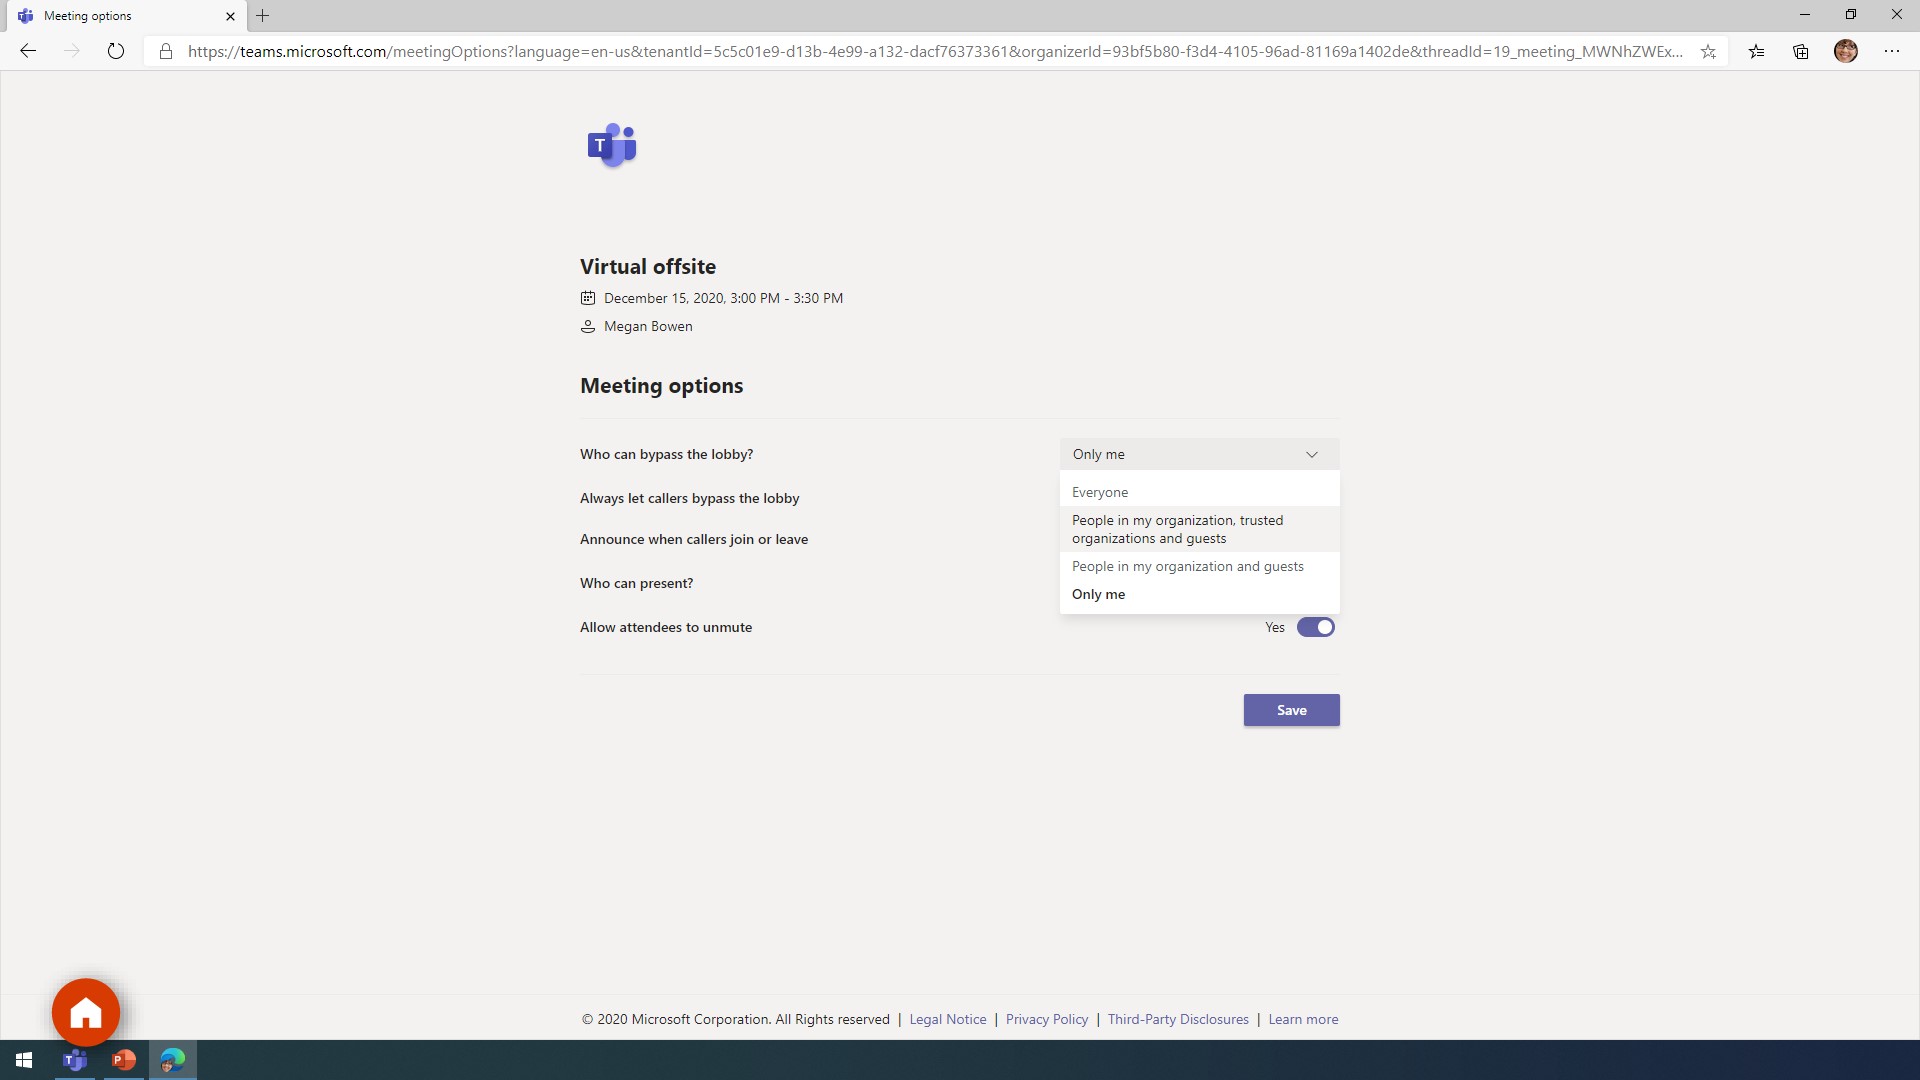 Meeting options
https://teams.microsoft.com/meetingOptions?language=en-us&tenantId=5c5c01e9-d13b-4e99-a132-dacf76373361&organizerId=93bf5b80-f3d4-4105-96ad-81169a1402de&threadId=19_meeting_MWNhZWEx...
T
Virtual offsite
December 15, 2020, 3:00 PM - 3:30 PM
Megan Bowen
Meeting options
Who can bypass the lobby?
Only me
Everyone
People in my organization, trusted
organizations and guests
People in my organization and guests
Only me
Always let callers bypass the lobby
Announce when callers join or leave
Who can present?
Allow attendees to unmute
Yes
Save
© 2020 Microsoft Corporation. All Rights reserved | Legal Notice | Privacy Policy | Third-Party Disclosures | Learn more
T
P